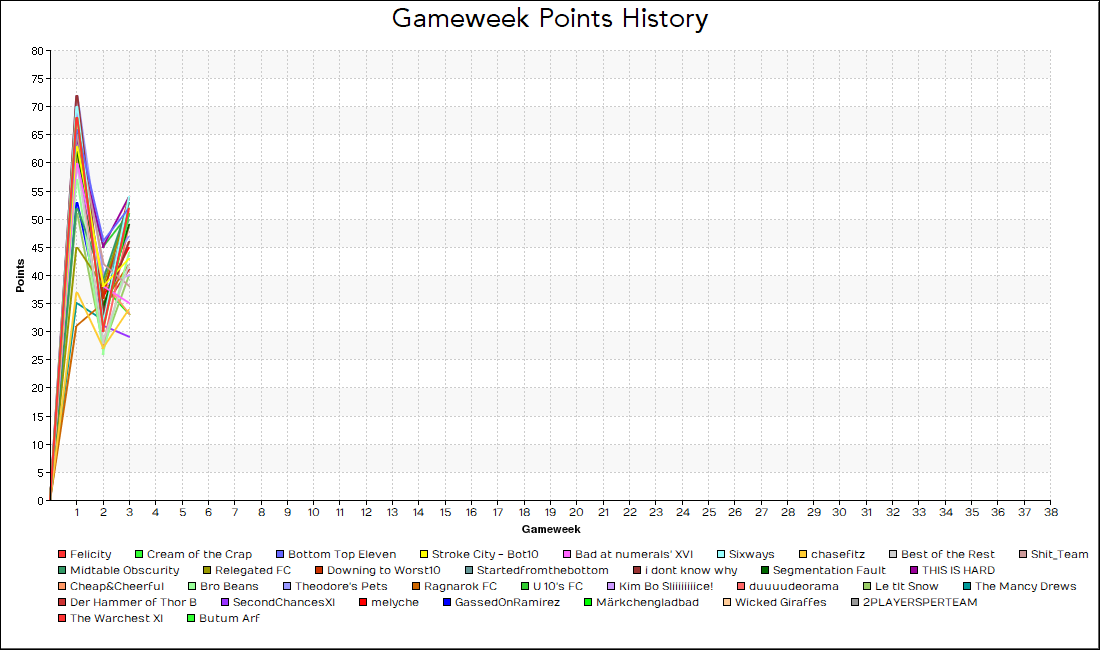 Gameweek Points History
80
75
70
65
60
55
50
45
40
35
30
25
20
15
10
5
0
Points
1 2 3 4 5 6 7 8 9 10 11 12 13 14 15 16 17 18 19 20 21 22 23 24 25 26 27 28 29 30 31 32 33 34 35 36 37 38
Gameweek
Felicity Cream of the Crap Bottom Top Eleven Stroke City - Bot10 Bad at numerals' XVI Sixways chasefitz Best of the Rest Shit_Team
Midtable Obscurity Relegated FC Downing to Worst10 Startedfromthebottom i dont know why Segmentation Fault THIS IS HARD
Cheap&Cheerful Bro Beans Theodore's Pets Ragnarok FC U 10's FC Kim Bo Sliiiiiiiice! duuuudeorama Le tIt Snow The Mancy Drews
Der Hammer of Thor B SecondChancesXI melyche GassedOnRamirez Märkchengladbad Wicked Giraffes 2PLAYERSPERTEAM
The Warchest XI Butum Arf